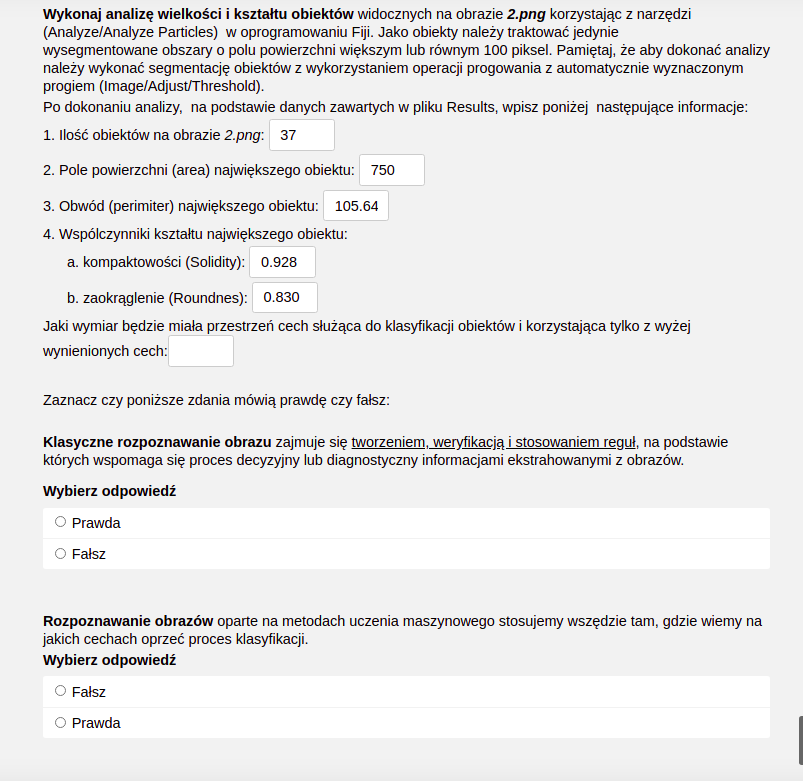 Wykonaj analizę wielkości i kształtu obiektów widocznych na obrazie 2.png korzystając z narzędzi
(Analyze/Analyze Particles)  w oprogramowaniu Fiji. Jako obiekty należy traktować jedynie
wysegmentowane obszary o polu powierzchni większym lub równym 100 piksel. Pamiętaj, że aby dokonać analizy
należy wykonać segmentację obiektów z wykorzystaniem operacji progowania z automatycznie wyznaczonym
progiem (Image/Adjust/Threshold).
Po dokonaniu analizy,  na podstawie danych zawartych w pliku Results, wpisz poniżej  następujące informacje:
1. Ilość obiektów na obrazie 2.png: 37
2. Pole powierzchni (area) największego obiektu: 750
3. Obwód (perimiter) największego obiektu: 105.64
4. Wspólczynniki kształtu największego obiektu:
a. kompaktowości (Solidity): 0.928
b. zaokrąglenie (Roundnes): 0.830
Jaki wymiar będzie miała przestrzeń cech służąca do klasyfikacji obiektów i korzystająca tylko z wyżej
wynienionych cech:
Zaznacz czy poniższe zdania mówią prawdę czy fałsz:
Klasyczne rozpoznawanie obrazu zajmuje się tworzeniem, weryfikacją i stosowaniem reguł, na podstawie
których wspomaga się proces decyzyjny lub diagnostyczny informacjami ekstrahowanymi z obrazów.
Wybierz odpowiedź
Prawda
Fałsz
Rozpoznawanie obrazów oparte na metodach uczenia maszynowego stosujemy wszędzie tam, gdzie wiemy na
jakich cechach oprzeć proces klasyfikacji.
Wybierz odpowiedź
Fałsz
Prawda